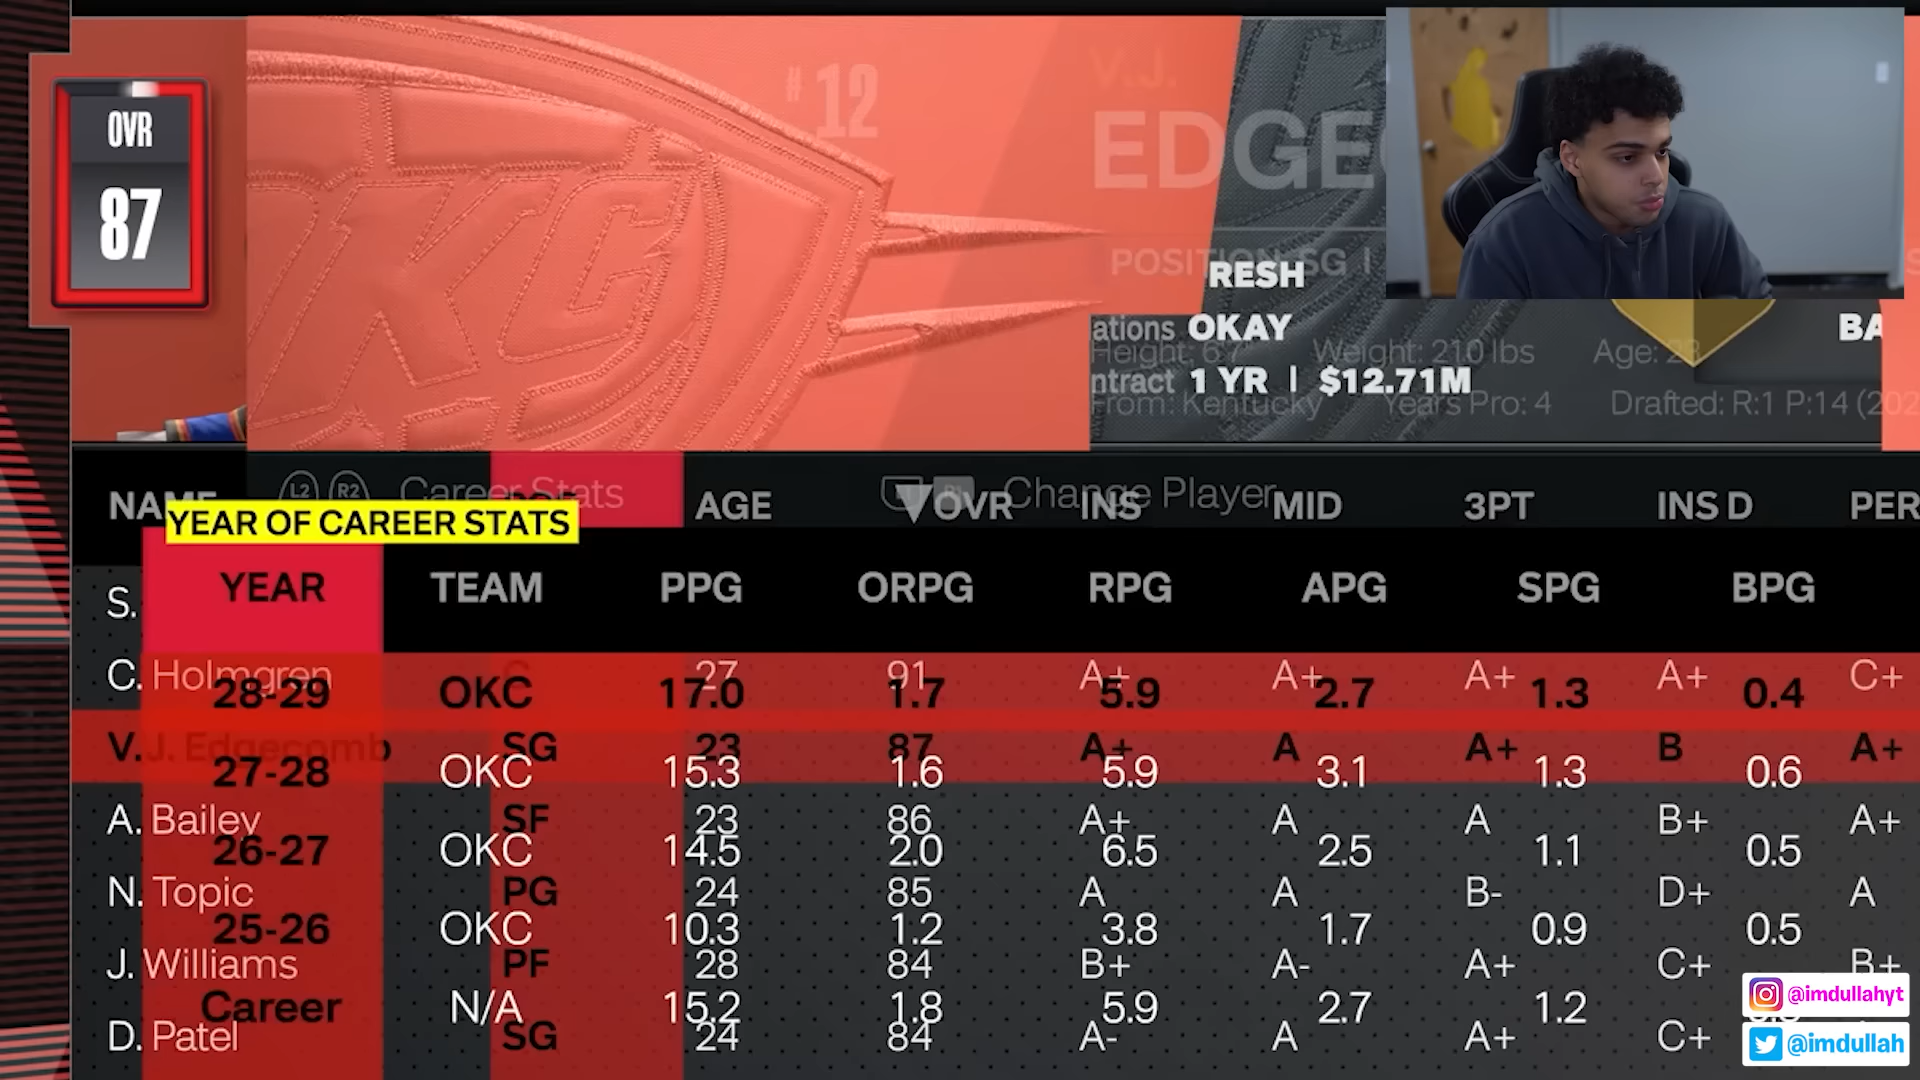 OVR
87
OKC
#12
V.J.
EDGEC
POSITION SG |
RESH
ations OKAY
BA
Height: 6'7 Weight: 210 lbs Age: 23
ntract 1 YR | $12.71M
From: Kentucky Years Pro: 4 Drafted: R:1 P:14 (202
L2 R2 Career Stats Change Player
NAME AGE OVR INS MID 3PT INS D PER
YEAR OF CAREER STATS
YEAR TEAM PPG ORPG RPG APG SPG BPG
S.
C. Holmgren C 27 91 A+ A+ A+ A+ C+
28-29 OKC 17.0 1.7 5.9 2.7 1.3 0.4
V.J. Edgecomb SG 23 87 A+ A A+ B A+
27-28 OKC 15.3 1.6 5.9 3.1 1.3 0.6
A. Bailey SF 23 86 A+ A A B+ A+
26-27 OKC 14.5 2.0 6.5 2.5 1.1 0.5
N. Topic PG 24 85 A A B- D+ A
25-26 OKC 10.3 1.2 3.8 1.7 0.9 0.5
J. Williams PF 28 84 B+ A- A+ C+ B+
Career N/A 15.2 1.8 5.9 2.7 1.2
D. Patel SG 24 84 A- A A+ C+
@imdullahyt
@imdullah